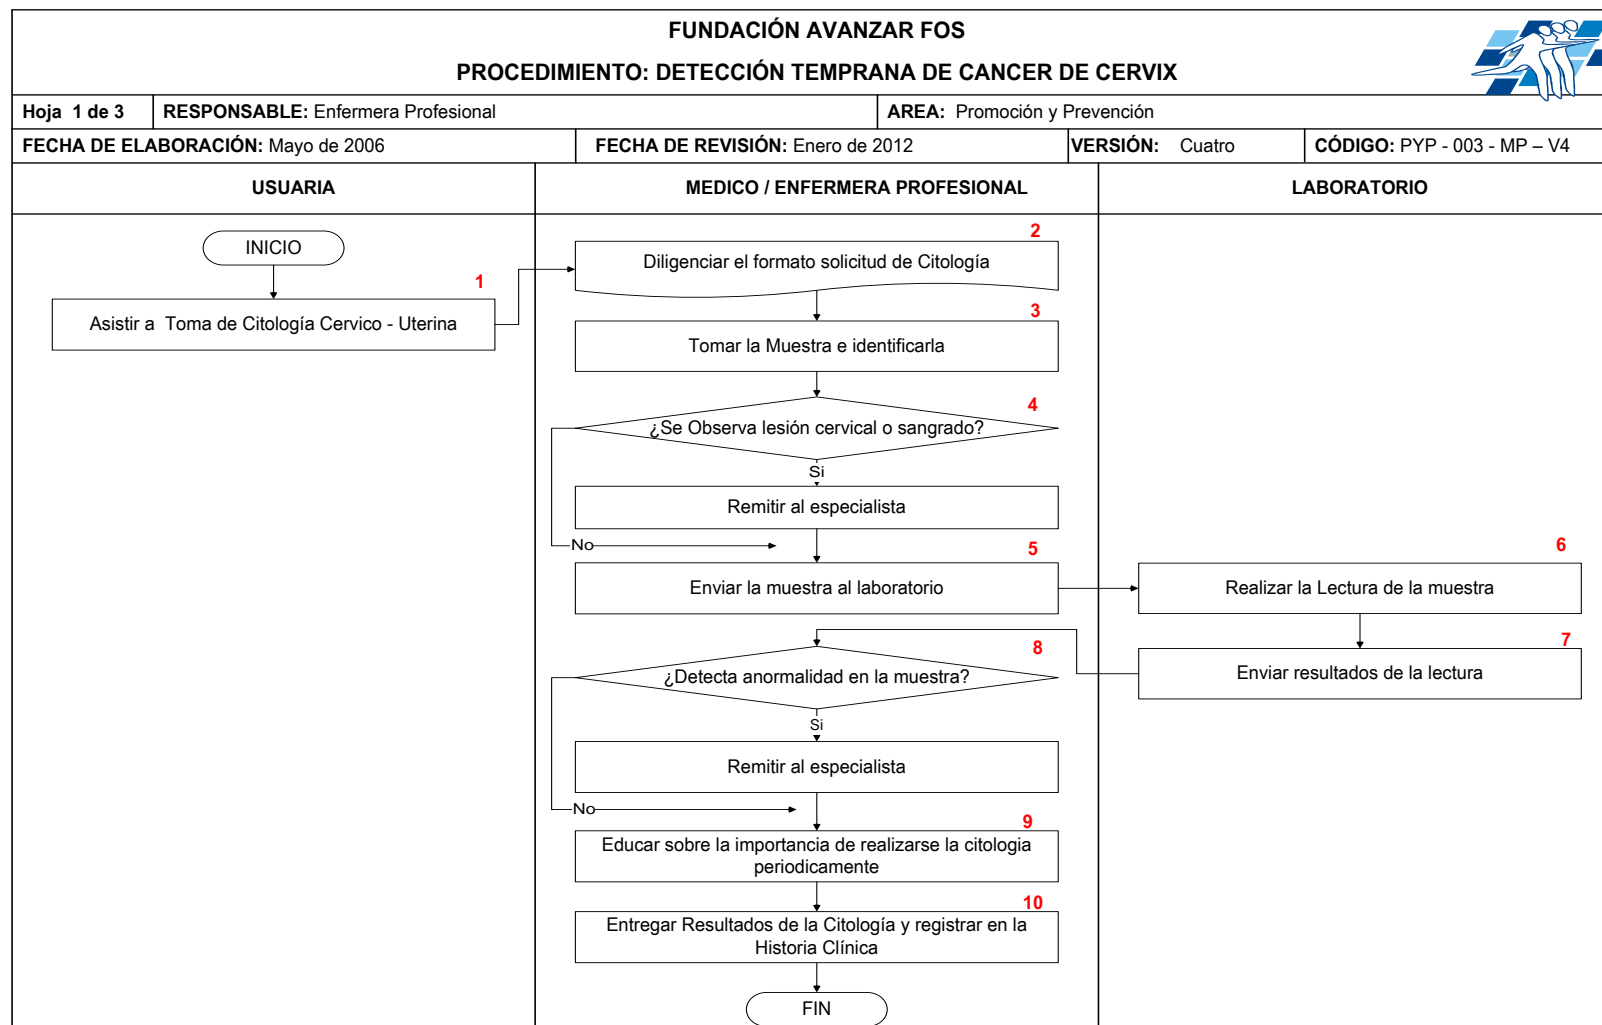 FUNDACIÓN AVANZAR FOS
PROCEDIMIENTO: DETECCIÓN TEMPRANA DE CANCER DE CERVIX
Hoja 1 de 3
RESPONSABLE: Enfermera Profesional
AREA: Promoción y Prevención
FECHA DE ELABORACIÓN: Mayo de 2006
FECHA DE REVISIÓN: Enero de 2012
VERSIÓN: Cuatro
CÓDIGO: PYP - 003 - MP – V4
USUARIA
MEDICO / ENFERMERA PROFESIONAL
LABORATORIO
INICIO
1
Asistir a Toma de Citología Cervico - Uterina
2
Diligenciar el formato solicitud de Citología
3
Tomar la Muestra e identificarla
4
¿Se Observa lesión cervical o sangrado?
Si
Remitir al especialista
No
5
Enviar la muestra al laboratorio
6
Realizar la Lectura de la muestra
7
Enviar resultados de la lectura
8
¿Detecta anormalidad en la muestra?
Si
Remitir al especialista
No
9
Educar sobre la importancia de realizarse la citologia
periodicamente
10
Entregar Resultados de la Citología y registrar en la
Historia Clínica
FIN